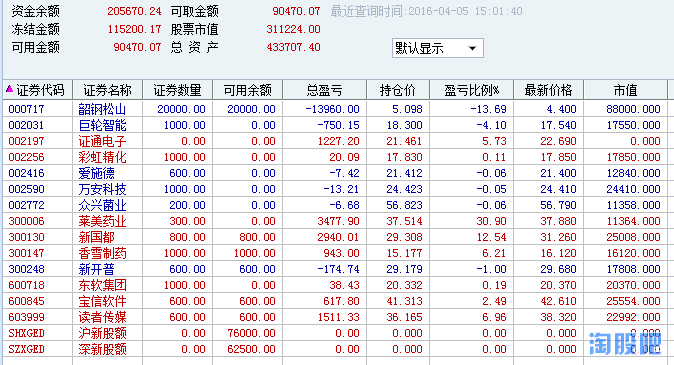 资金余额 205670.24 可取金额 90470.07 最近查询时间:2016-04-05 15:01:40
冻结金额 115200.17 股票市值 311224.00
可用金额 90470.07 总 资 产 433707.40 默认显示
证券代码 证券名称 证券数量 可用余额 总盈亏 持仓价 盈亏比例% 最新价格 市值
000717 韶钢松山 20000.00 20000.00 -13960.00 5.098 -13.69 4.400 88000.000
002031 巨轮智能 1000.00 0.00 -750.15 18.300 -4.10 17.540 17550.000
002197 证通电子 0.00 0.00 1227.20 21.461 5.73 22.690 0.000
002256 彩虹精化 1000.00 0.00 20.09 17.830 0.11 17.850 17850.000
002416 爱施德 600.00 0.00 -7.42 21.412 -0.06 21.400 12840.000
002590 万安科技 1000.00 0.00 -13.21 24.423 -0.05 24.410 24410.000
002772 众兴菌业 200.00 0.00 -6.68 56.823 -0.06 56.790 11358.000
300006 莱美药业 300.00 0.00 3477.90 37.514 30.90 37.880 11364.000
300130 新国都 800.00 800.00 2940.01 29.308 12.54 31.260 25008.000
300147 香雪制药 1000.00 1000.00 943.00 15.177 6.21 16.120 16120.000
300248 新开普 600.00 600.00 -174.74 29.179 -1.00 29.680 17808.000
600718 东软集团 1000.00 0.00 38.43 20.332 0.19 20.370 20370.000
600845 宝信软件 600.00 600.00 617.80 41.313 2.49 42.610 25554.000
603999 读者传媒 600.00 600.00 1511.33 36.165 6.96 38.320 22992.000
SHXGED 沪新股额 0.00 76000.00 0.00 0.000 0.00 0.000 0.000
SZXGED 深新股额 0.00 62500.00 0.00 0.000 0.00 0.000 0.000
淘股吧